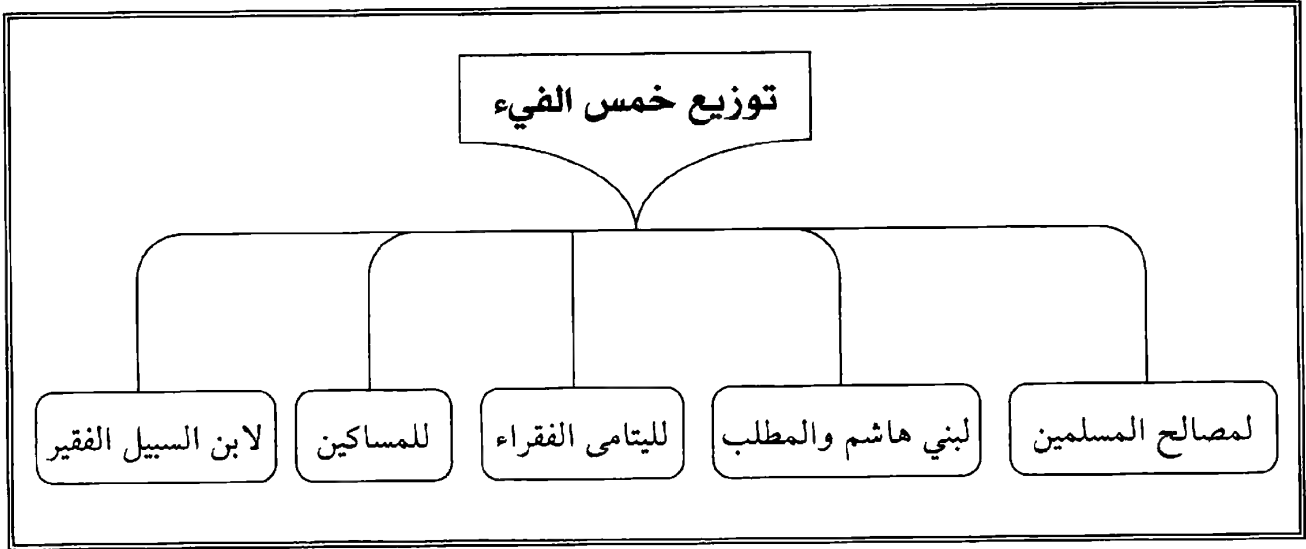 توزيع خمس الفيء
لمصالح المسلمين
لبني هاشم والمطلب
لليتامى الفقراء
للمساكين
لابن السبيل الفقير